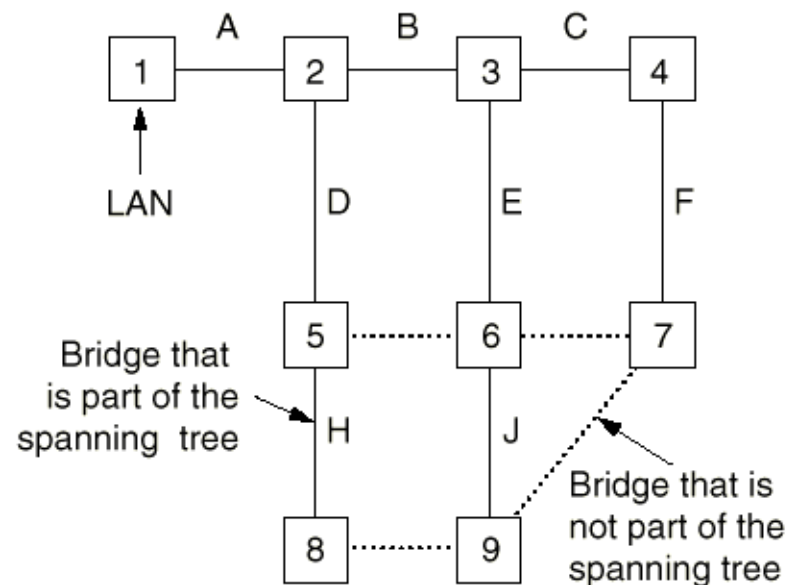 A B C
1 2 3 4
LAN
D E F
5 6 7
Bridge that
is part of the
spanning tree
H J
Bridge that is
not part of the
spanning tree
8 9